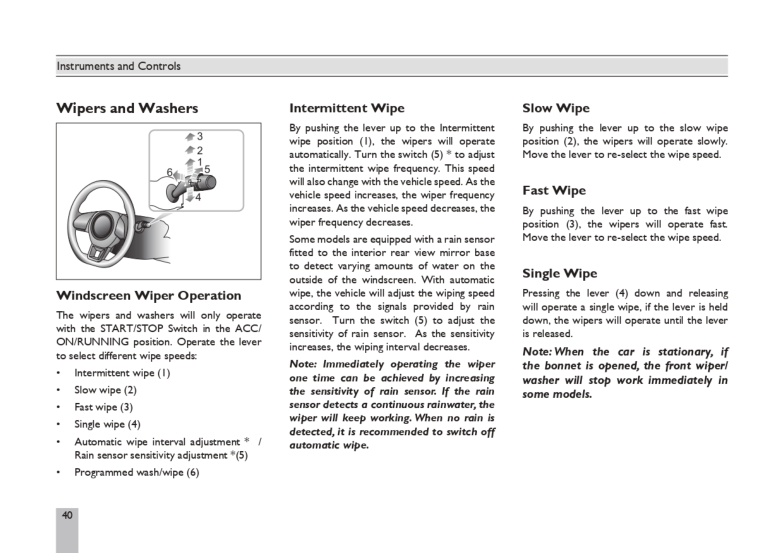 Instruments and Controls
Wipers and Washers
3
2
1
6
5
4
Windscreen Wiper Operation
The wipers and washers will only operate
with the START/STOP Switch in the ACC/
ON/RUNNING position. Operate the lever
to select different wipe speeds:
• Intermittent wipe (1)
• Slow wipe (2)
• Fast wipe (3)
• Single wipe (4)
• Automatic wipe interval adjustment * /
Rain sensor sensitivity adjustment *(5)
• Programmed wash/wipe (6)
Intermittent Wipe
By pushing the lever up to the Intermittent
wipe position (1), the wipers will operate
automatically. Turn the switch (5) * to adjust
the intermittent wipe frequency. This speed
will also change with the vehicle speed. As the
vehicle speed increases, the wiper frequency
increases. As the vehicle speed decreases, the
wiper frequency decreases.
Some models are equipped with a rain sensor
fitted to the interior rear view mirror base
to detect varying amounts of water on the
outside of the windscreen. With automatic
wipe, the vehicle will adjust the wiping speed
according to the signals provided by rain
sensor. Turn the switch (5) to adjust the
sensitivity of rain sensor. As the sensitivity
increases, the wiping interval decreases.
Note: Immediately operating the wiper
one time can be achieved by increasing
the sensitivity of rain sensor. If the rain
sensor detects a continuous rainwater, the
wiper will keep working. When no rain is
detected, it is recommended to switch off
automatic wipe.
Slow Wipe
By pushing the lever up to the slow wipe
position (2), the wipers will operate slowly.
Move the lever to re-select the wipe speed.
Fast Wipe
By pushing the lever up to the fast wipe
position (3), the wipers will operate fast.
Move the lever to re-select the wipe speed.
Single Wipe
Pressing the lever (4) down and releasing
will operate a single wipe, if the lever is held
down, the wipers will operate until the lever
is released.
Note: When the car is stationary, if
the bonnet is opened, the front wiper/
washer will stop work immediately in
some models.
40